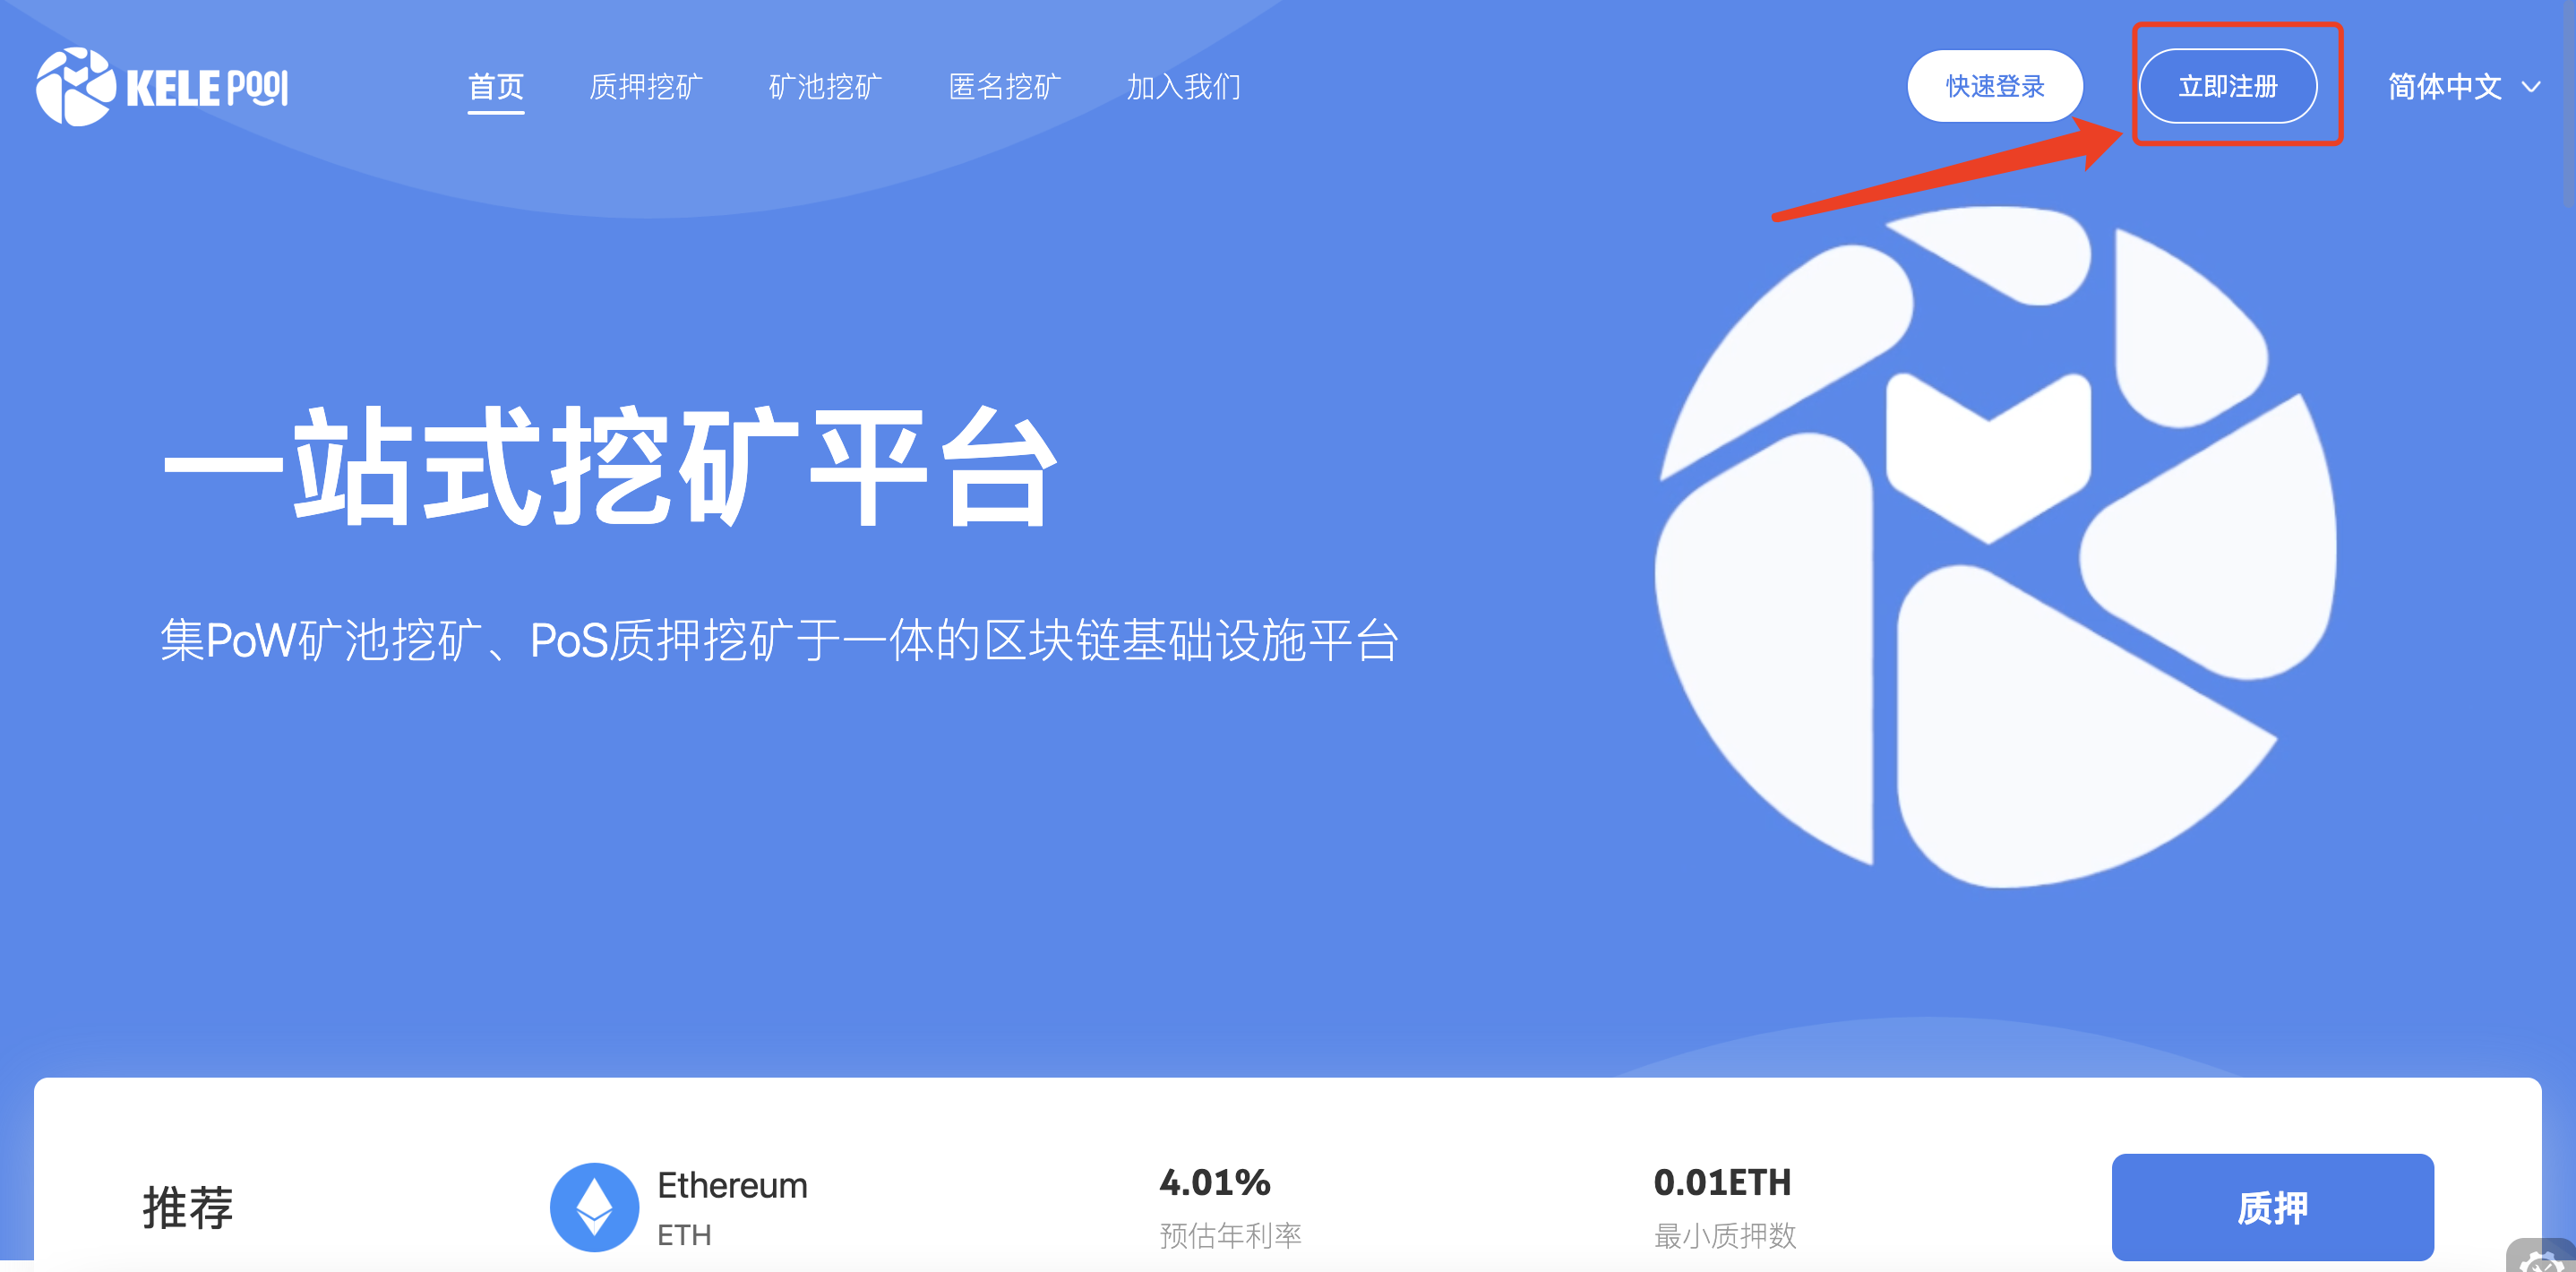 KELE POOl
首页 质押挖矿 矿池挖矿 匿名挖矿 加入我们 快速登录 立即注册 简体中文
一站式挖矿平台
集PoW矿池挖矿、PoS质押挖矿于一体的区块链基础设施平台
推荐
Ethereum
ETH
4.01%
预估年利率
0.01ETH
最小质押数
质押